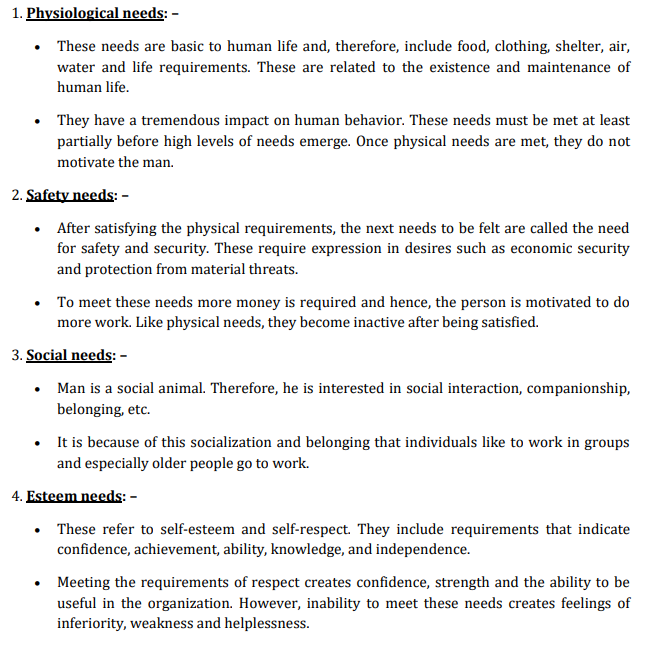 1. Physiological needs: –
• These needs are basic to human life and, therefore, include food, clothing, shelter, air,
water and life requirements. These are related to the existence and maintenance of
human life.
• They have a tremendous impact on human behavior. These needs must be met at least
partially before high levels of needs emerge. Once physical needs are met, they do not
motivate the man.
2. Safety needs: –
• After satisfying the physical requirements, the next needs to be felt are called the need
for safety and security. These require expression in desires such as economic security
and protection from material threats.
• To meet these needs more money is required and hence, the person is motivated to do
more work. Like physical needs, they become inactive after being satisfied.
3. Social needs: –
• Man is a social animal. Therefore, he is interested in social interaction, companionship,
belonging, etc.
• It is because of this socialization and belonging that individuals like to work in groups
and especially older people go to work.
4. Esteem needs: –
• These refer to self-esteem and self-respect. They include requirements that indicate
confidence, achievement, ability, knowledge, and independence.
• Meeting the requirements of respect creates confidence, strength and the ability to be
useful in the organization. However, inability to meet these needs creates feelings of
inferiority, weakness and helplessness.